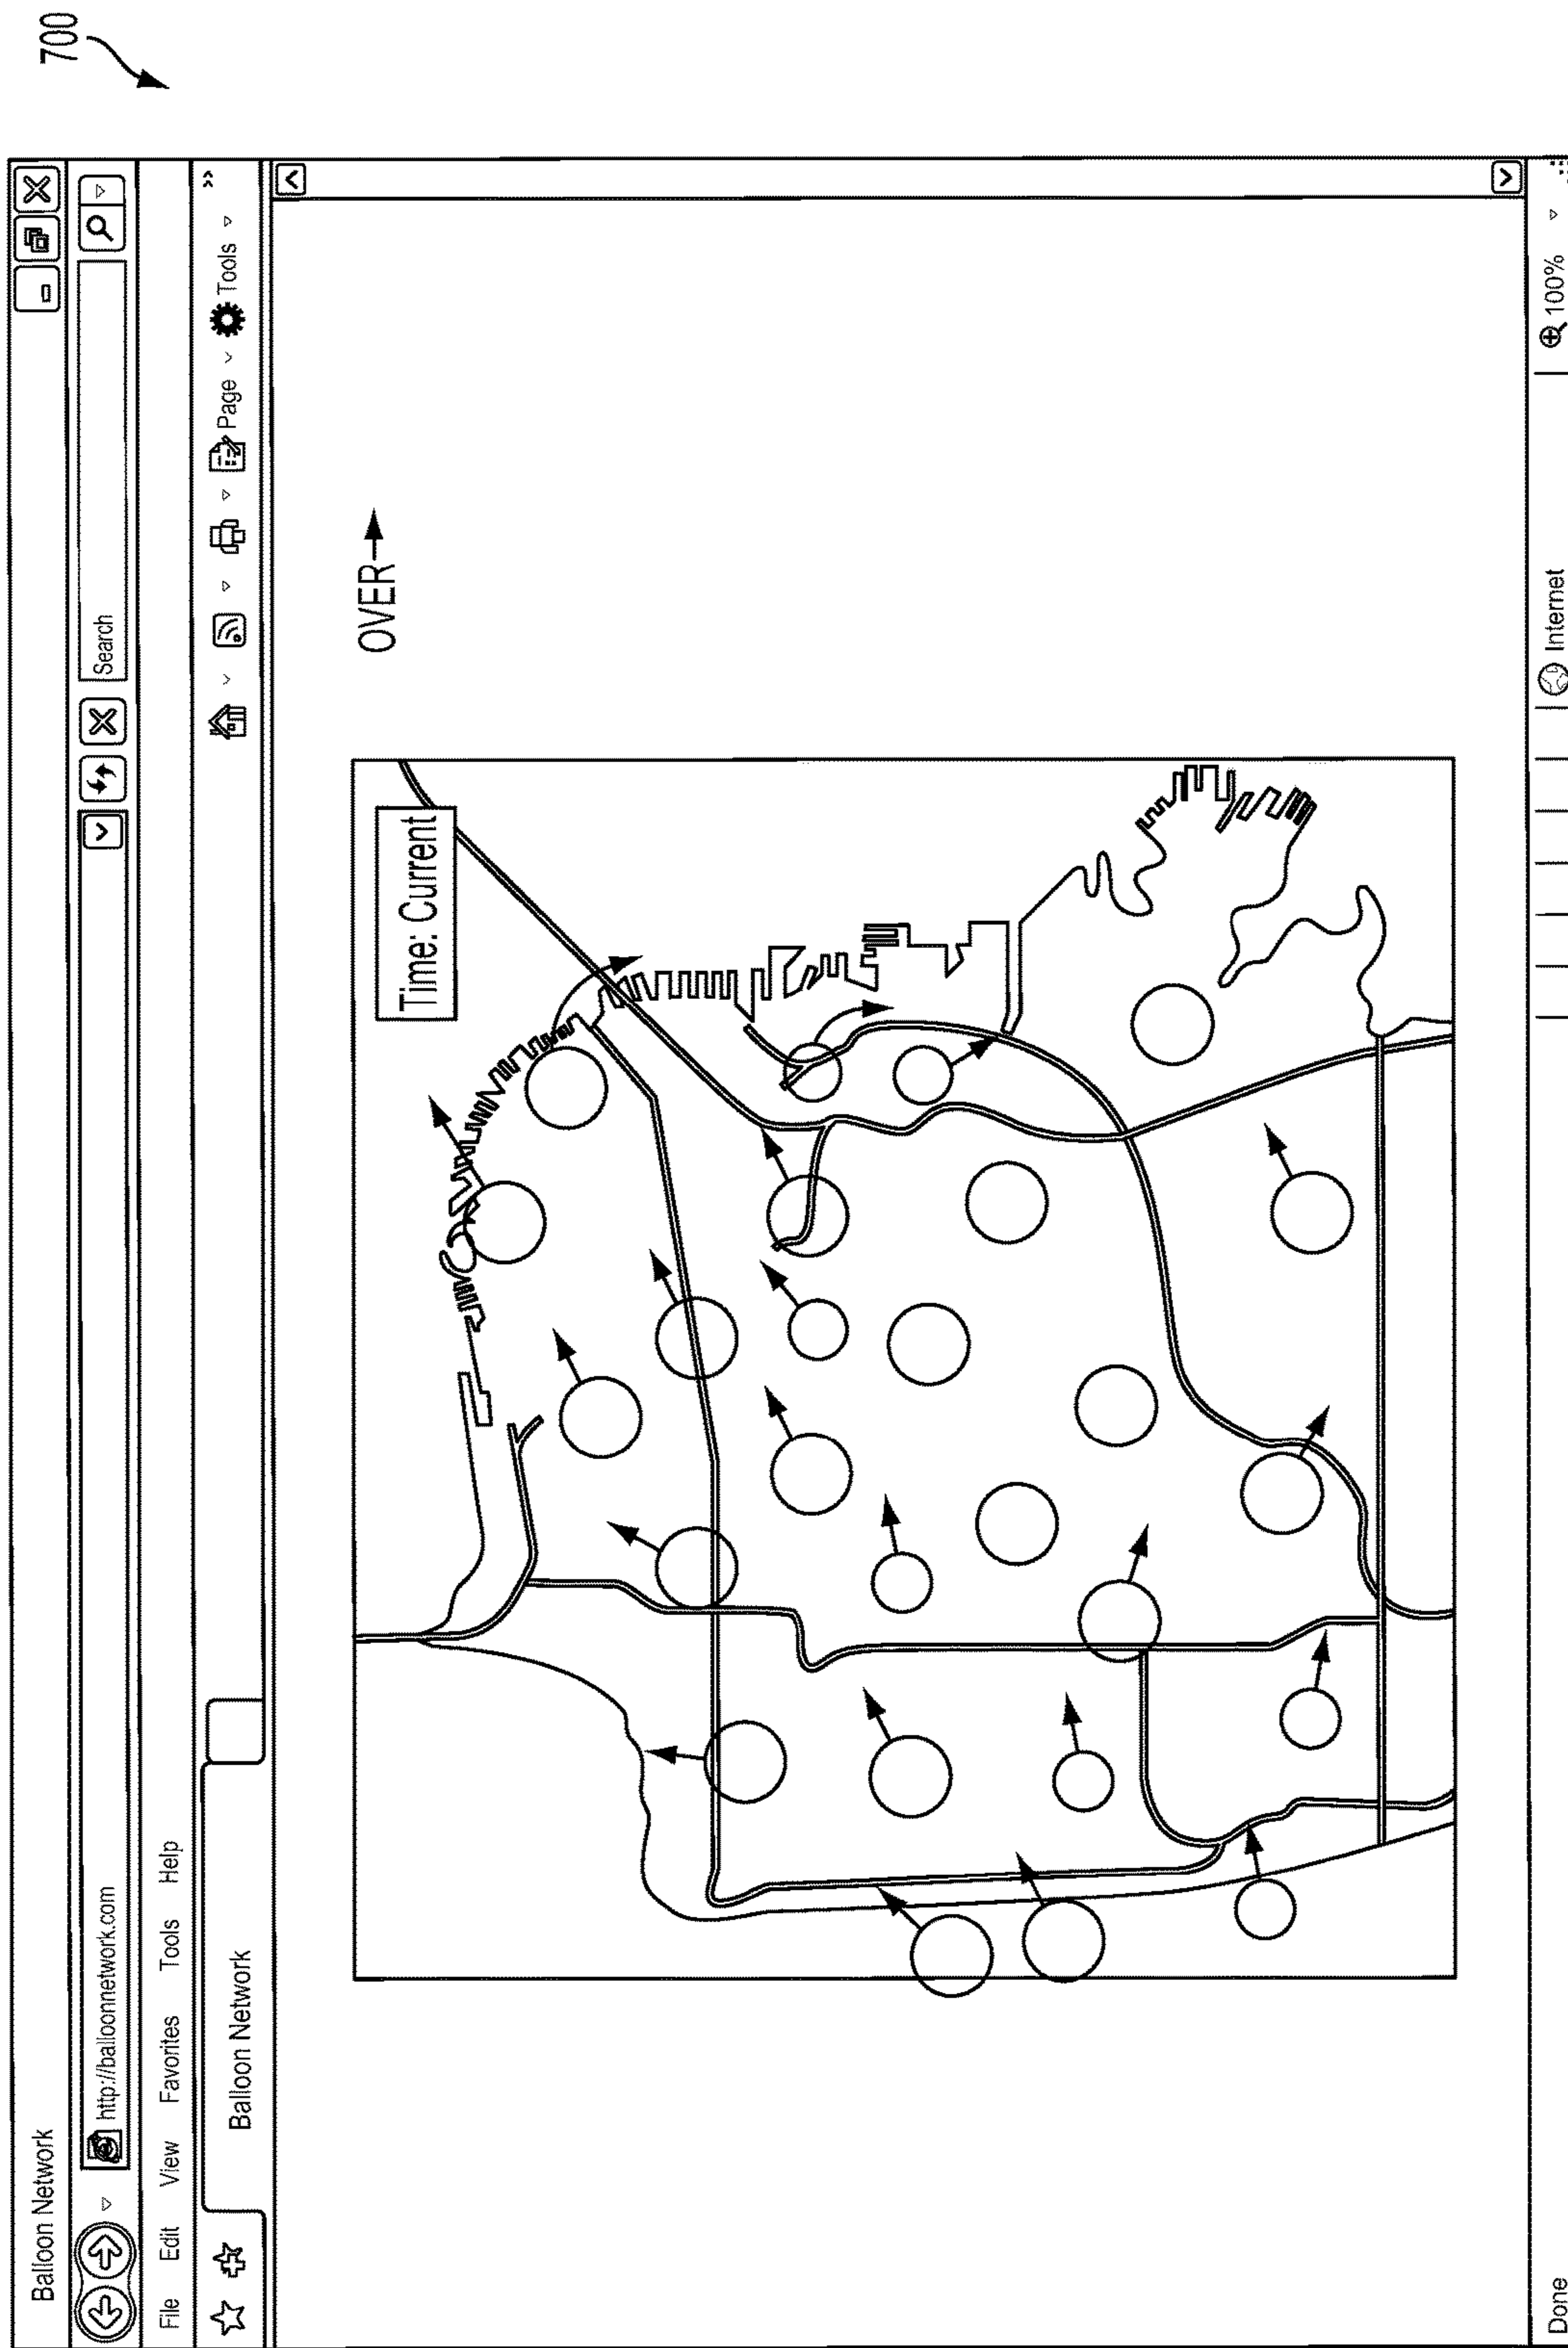 700
Balloon Network
http://balloonnetwork.com
Search
File Edit View Favorites Tools Help
Balloon Network
Page Tools
Time: Current
OVER
Done
Internet
100%